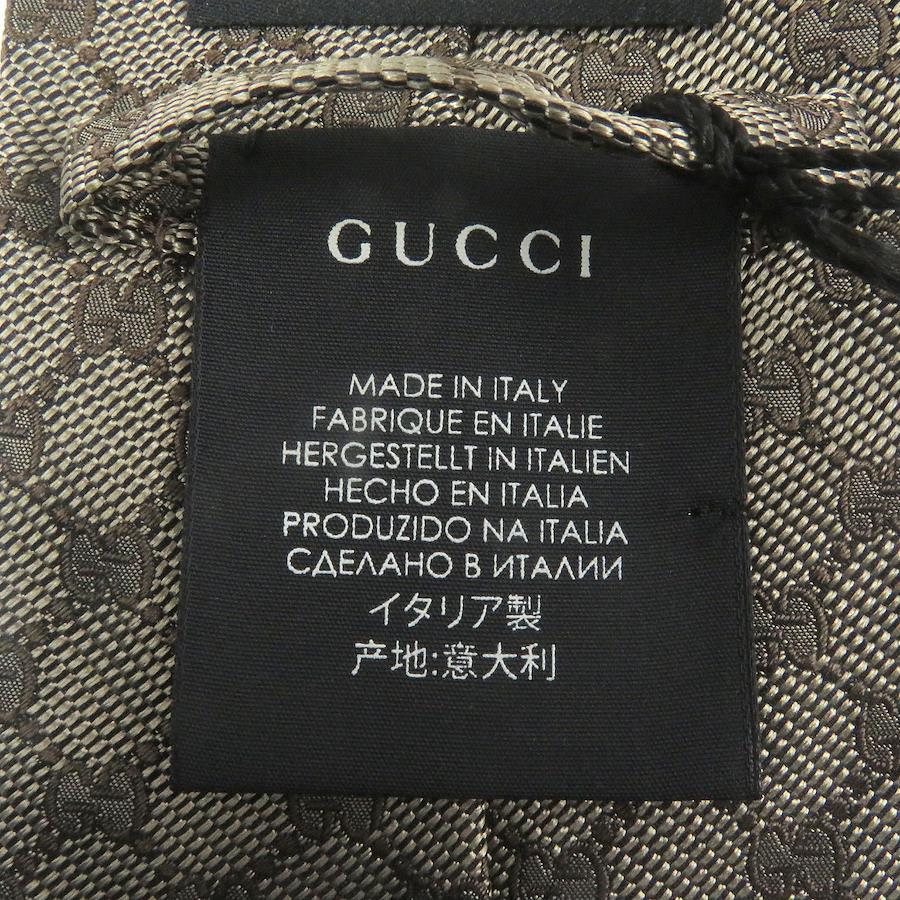 GUCCI
MADE IN ITALY
FABRIQUE EN ITALIE
HERGESTELLT IN ITALIEN
HECHO EN ITALIA
PRODUZIDO NA ITALIA
СДЕЛАНО В ИТАЛИИ
イタリア製
产地:意大利